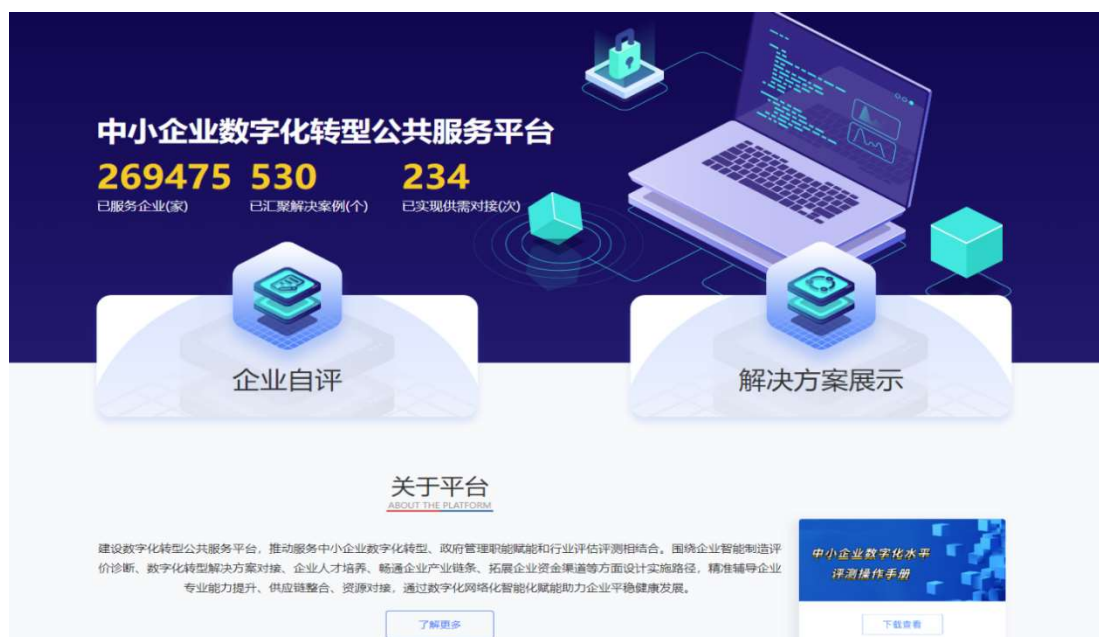 中小企业数字化转型公共服务平台
269475 530 234
已服务企业(家) 已汇聚解决案例(个) 已实现供需对接(次)
企业自评
解决方案展示
关于平台
ABOUT THE PLATFORM
建设数字化转型公共服务平台，推动服务中小企业数字化转型、政府管理职能赋能和行业评估评测相结合。围绕企业智能制造评
价诊断、数字化转型解决方案对接、企业人才培养、畅通企业产业链条、拓展企业资金渠道等方面设计实施路径，精准辅导企业
专业能力提升、供应链整合、资源对接，通过数字化网络化智能化赋能助力企业平稳健康发展。
了解更多
中小企业数字化水平
评测操作手册
下载查看